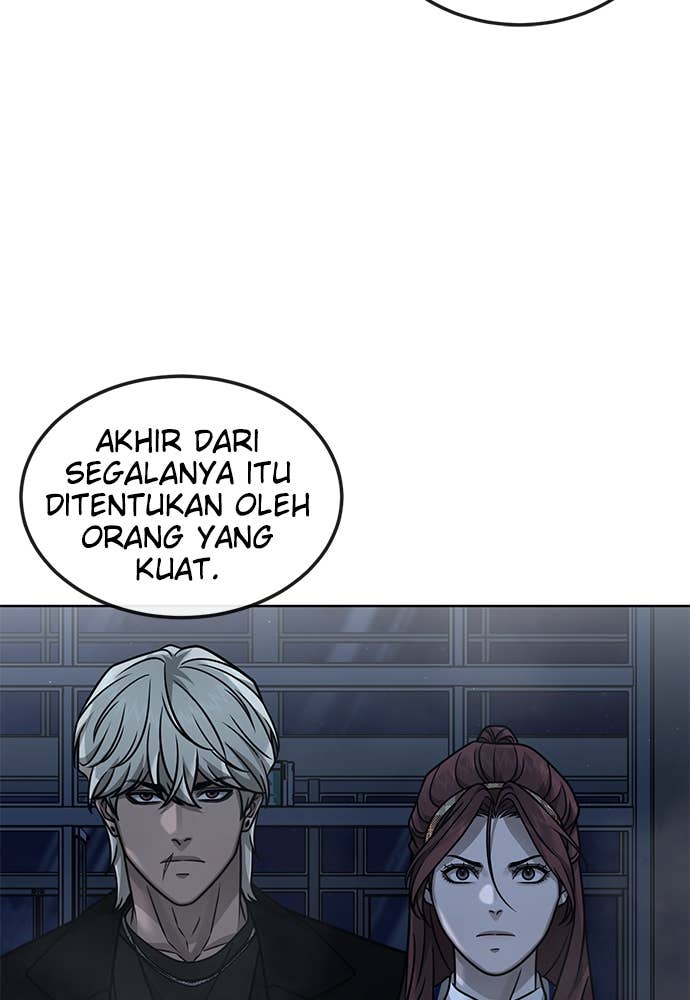 AKHIR DARI
SEGALANYA ITU
DITENTUKAN OLEH
ORANG YANG
KUAT.